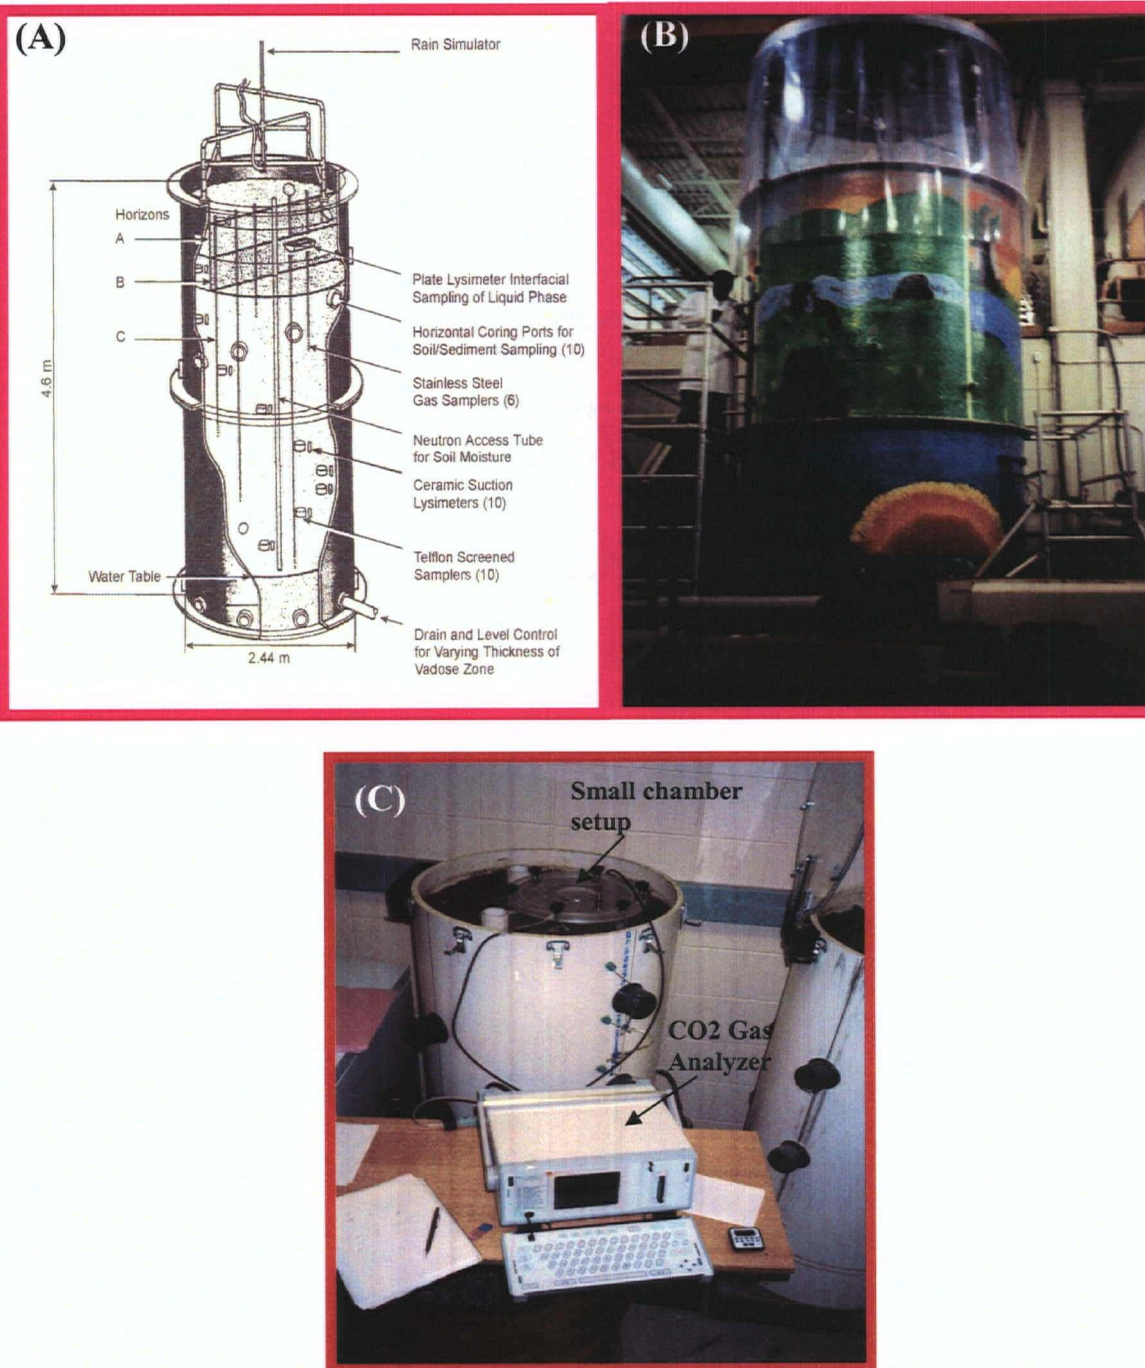 (A)
Rain Simulator
Horizons
A
B
C
4.6 m
Plate Lysimeter Interfacial
Sampling of Liquid Phase
Horizontal Coring Ports for
Soil/Sediment Sampling (10)
Stainless Steel
Gas Samplers (6)
Neutron Access Tube
for Soil Moisture
Ceramic Suction
Lysimeters (10)
Telflon Screened
Samplers (10)
Water Table
Drain and Level Control
for Varying Thickness of
Vadose Zone
2.44 m
(B)
(C)
Small chamber
setup
CO2 Gas
Analyzer